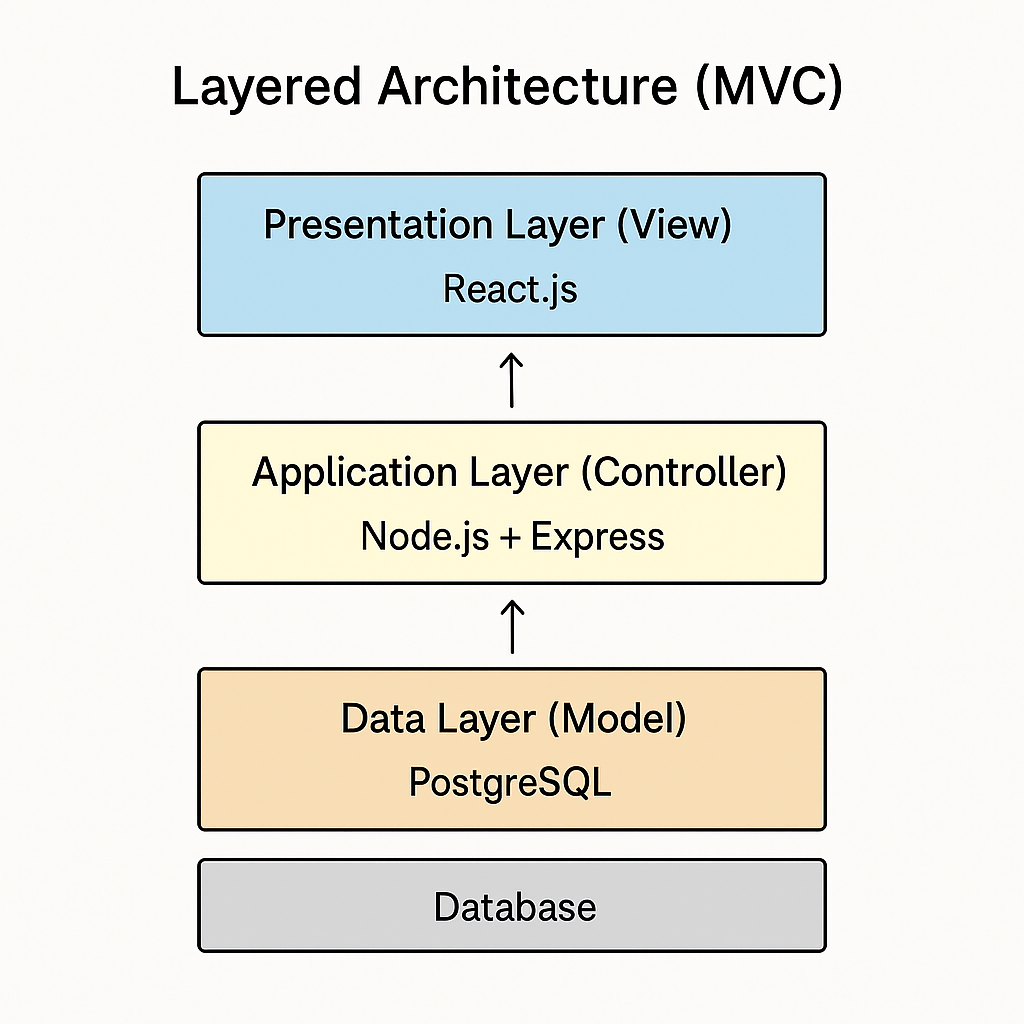 Layered Architecture (MVC)
Presentation Layer (View)
React.js
Application Layer (Controller)
Node.js + Express
Data Layer (Model)
PostgreSQL
Database